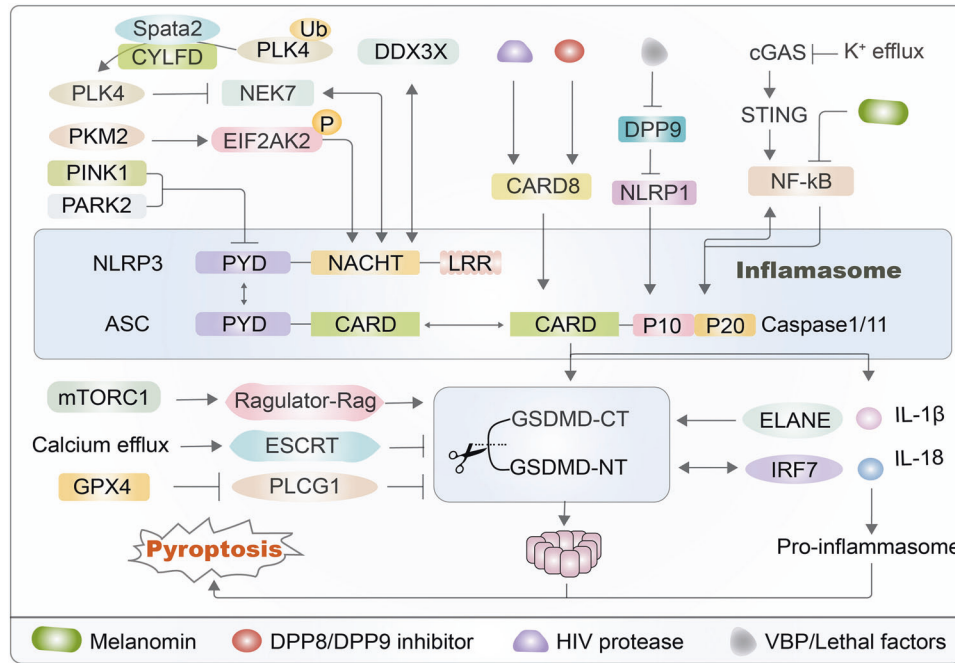 Spata2
CYLFD
Ub
PLK4
DDX3X
cGAS
K⁺ efflux
PLK4
NEK7
STING
PKM2
EIF2AK2
P
DPP9
PINK1
PARK2
CARD8
NLRP1
NF-kB
NLRP3
PYD
NACHT
LRR
Inflamasome
ASC
PYD
CARD
CARD
P10
P20
Caspase1/11
mTORC1
Ragulator-Rag
GSDMD-CT
ELANE
IL-1β
Calcium efflux
ESCRT
GSDMD-NT
IRF7
IL-18
GPX4
PLCG1
Pyroptosis
Pro-inflammasome
Melanomin
DPP8/DPP9 inhibitor
HIV protease
VBP/Lethal factors